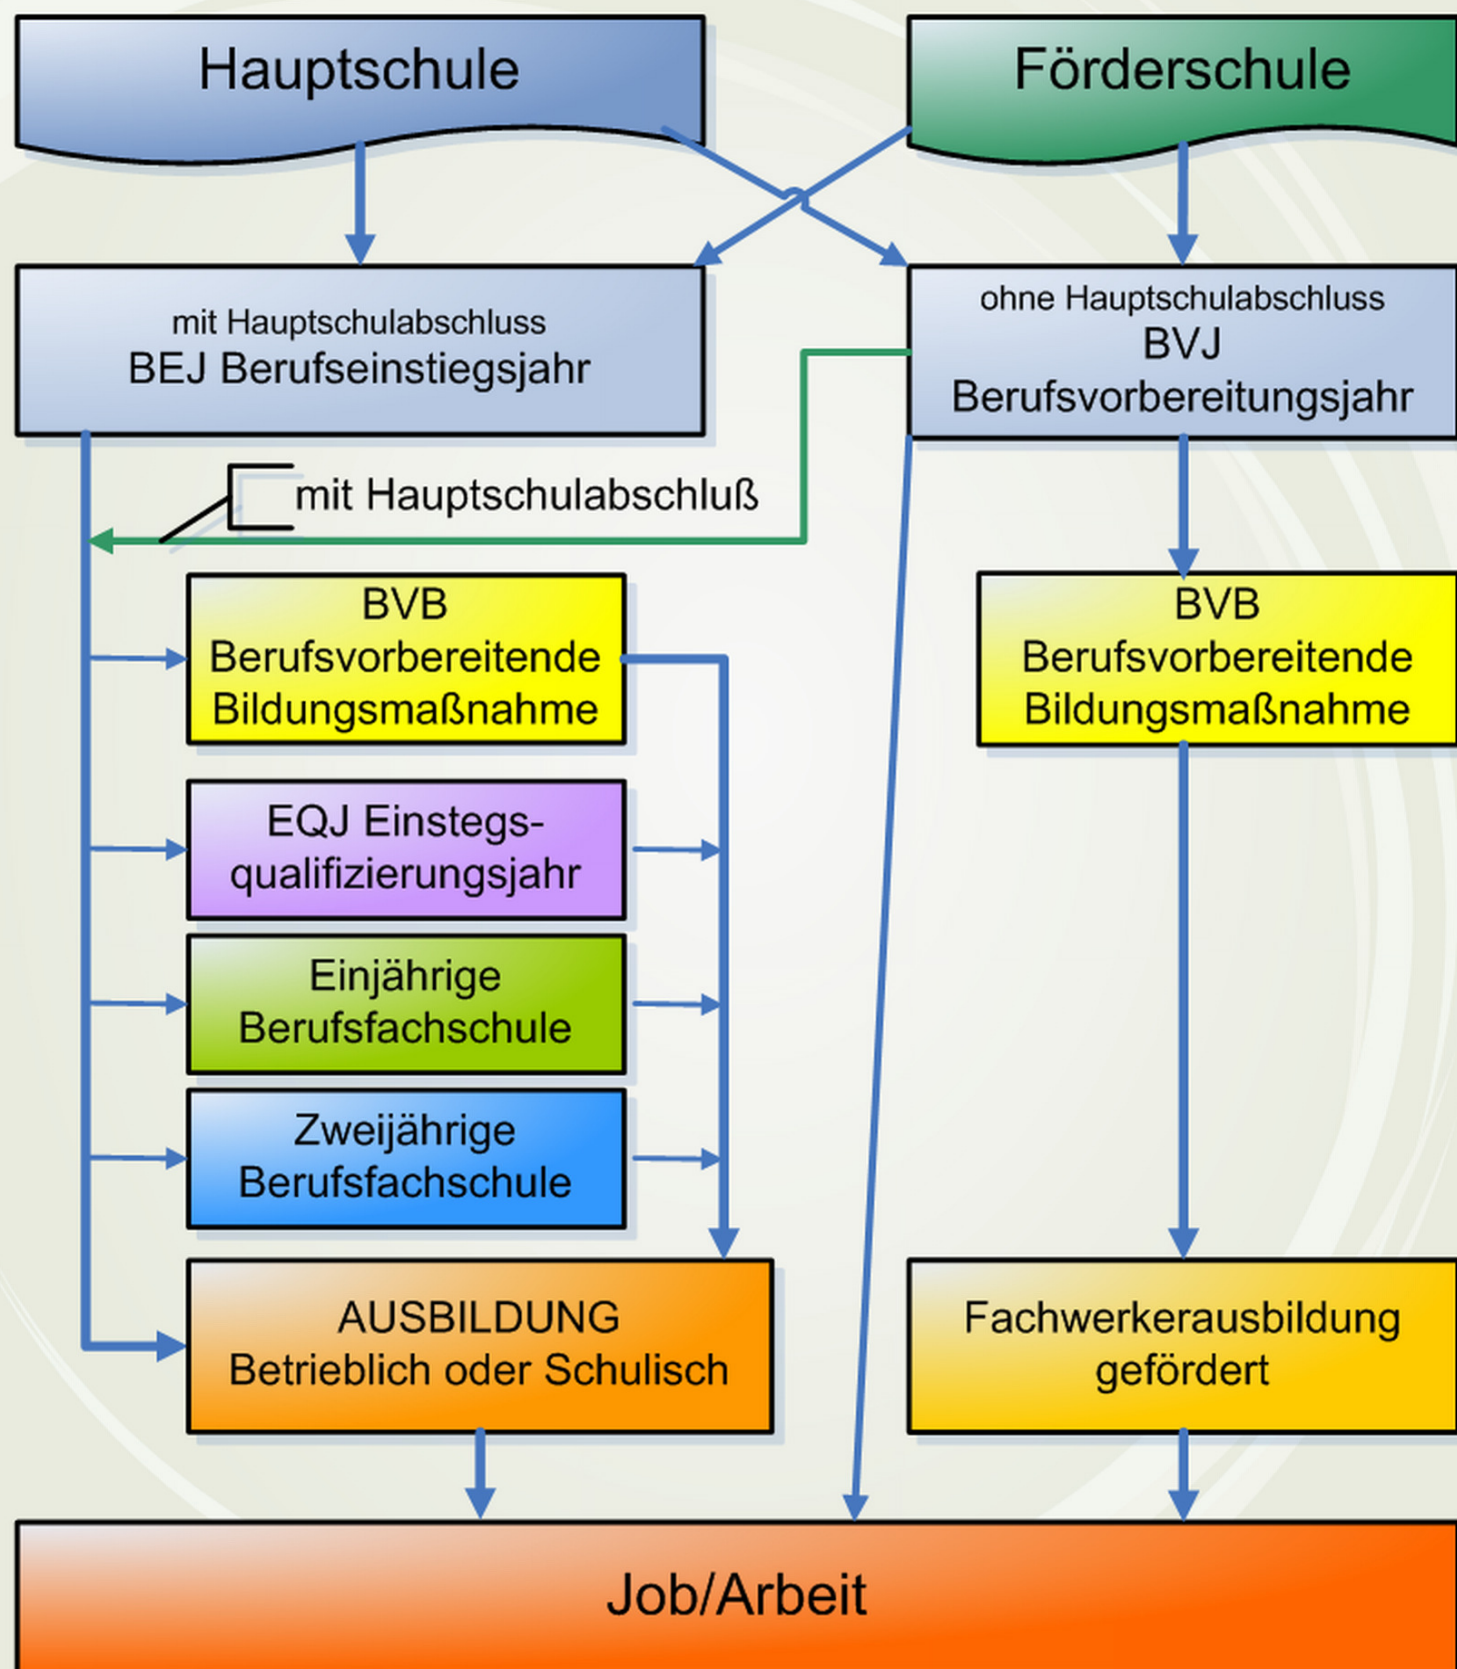 Hauptschule
Förderschule
mit Hauptschulabschluss
BEJ Berufseinstiegsjahr
ohne Hauptschulabschluss
BVJ
Berufsvorbereitungsjahr
mit Hauptschulabschluß
BVB
Berufsvorbereitende
Bildungsmaßnahme
BVB
Berufsvorbereitende
Bildungsmaßnahme
EQJ Einstegs-
qualifizierungsjahr
Einjährige
Berufsfachschule
Zweijährige
Berufsfachschule
AUSBILDUNG
Betrieblich oder Schulisch
Fachwerkerausbildung
gefördert
Job/Arbeit